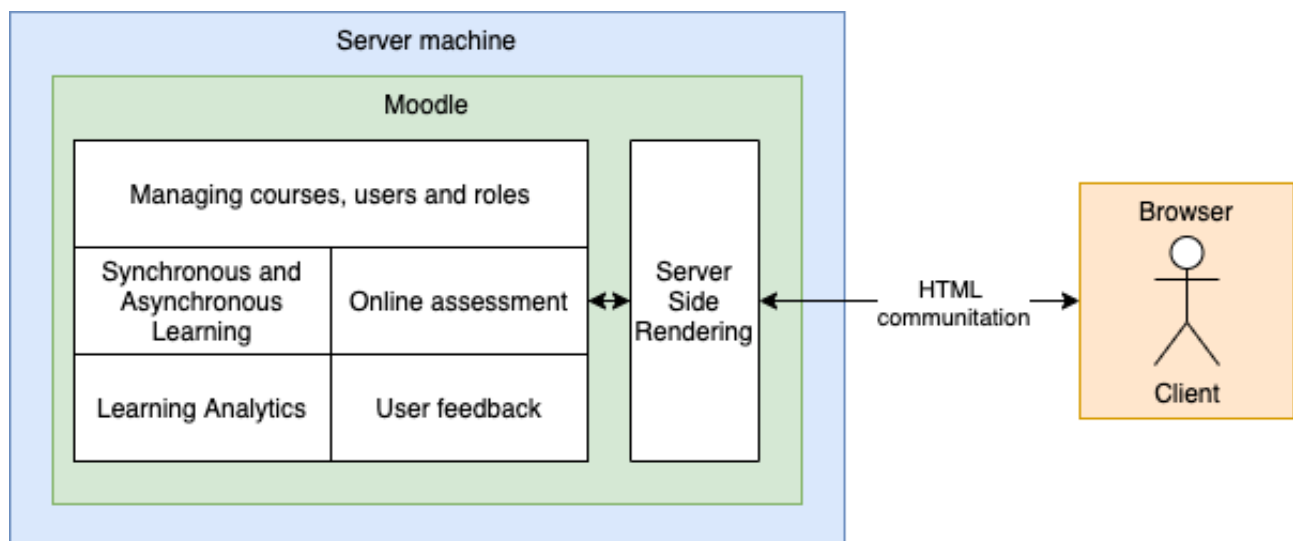 Server machine
Moodle
Managing courses, users and roles
Synchronous and
Asynchronous
Learning
Online assessment
Learning Analytics
User feedback
Server
Side
Rendering
HTML
communitation
Browser
Client